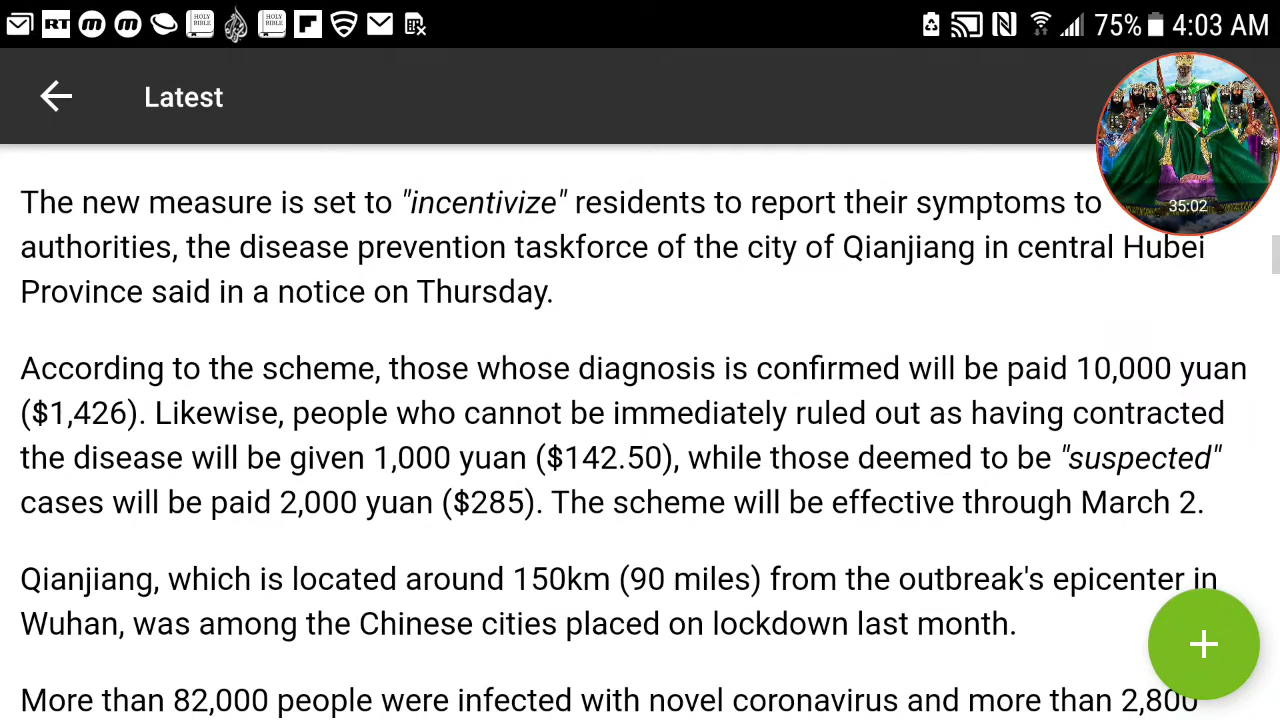 RT m m HOLY BIBLE HOLY BIBLE 75% 4:03 AM
Latest
35:02
The new measure is set to "incentivize" residents to report their symptoms to
authorities, the disease prevention taskforce of the city of Qianjiang in central Hubei
Province said in a notice on Thursday.
According to the scheme, those whose diagnosis is confirmed will be paid 10,000 yuan
($1,426). Likewise, people who cannot be immediately ruled out as having contracted
the disease will be given 1,000 yuan ($142.50), while those deemed to be "suspected"
cases will be paid 2,000 yuan ($285). The scheme will be effective through March 2.
Qianjiang, which is located around 150km (90 miles) from the outbreak's epicenter in
Wuhan, was among the Chinese cities placed on lockdown last month.
More than 82,000 people were infected with novel coronavirus and more than 2,800